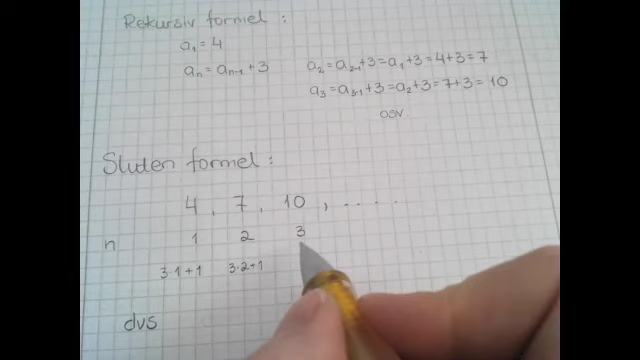 Rekursiv formel :
a₁ = 4
aₙ = aₙ₋₁ + 3
a₂ = a₂₋₁ + 3 = a₁ + 3 = 4 + 3 = 7
a₃ = a₃₋₁ + 3 = a₂ + 3 = 7 + 3 = 10
osv
Sluten formel :
4 , 7 , 10 , . . . .
n 1 2 3
3·1+1 3·2+1
dvs